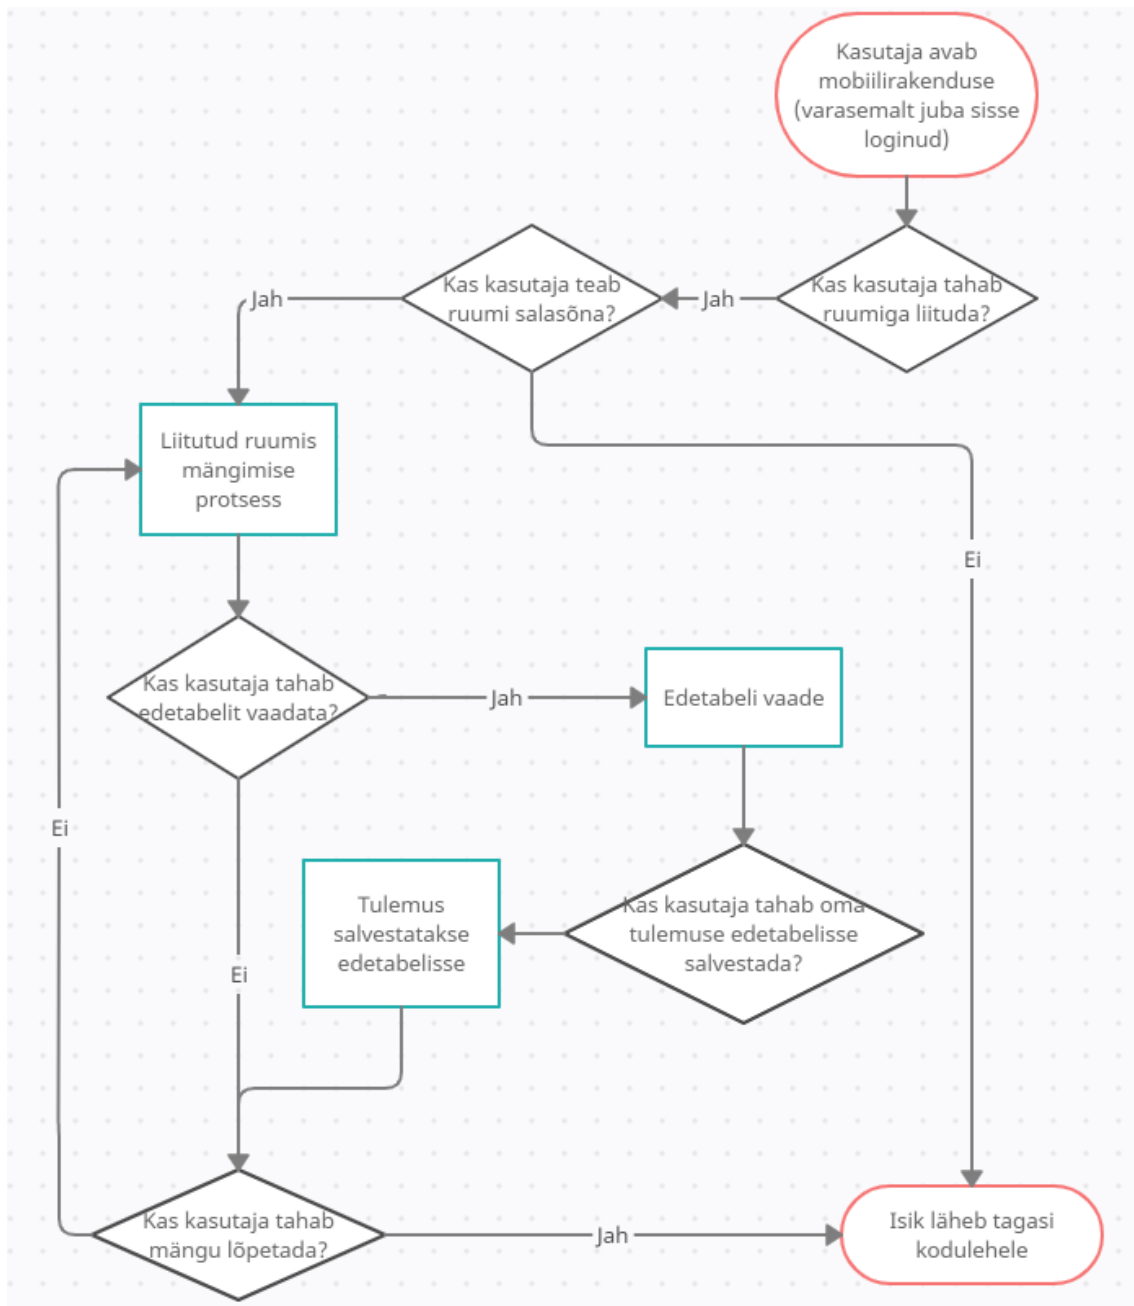 Kasutaja avab
mobiilirakenduse
(varasemalt juba sisse
loginud)
Kas kasutaja tahab
ruumiga liituda?
Jah
Kas kasutaja teab
ruumi salasõna?
Jah
Liitutud ruumis
mängimise
protsess
Ei
Kas kasutaja tahab
edetabelit vaadata?
Jah
Edetabeli vaade
Ei
Kas kasutaja tahab oma
tulemuse edetabelisse
salvestada?
Tulemus
salvestatakse
edetabelisse
Ei
Kas kasutaja tahab
mängu lõpetada?
Jah
Isik läheb tagasi
kodulehele